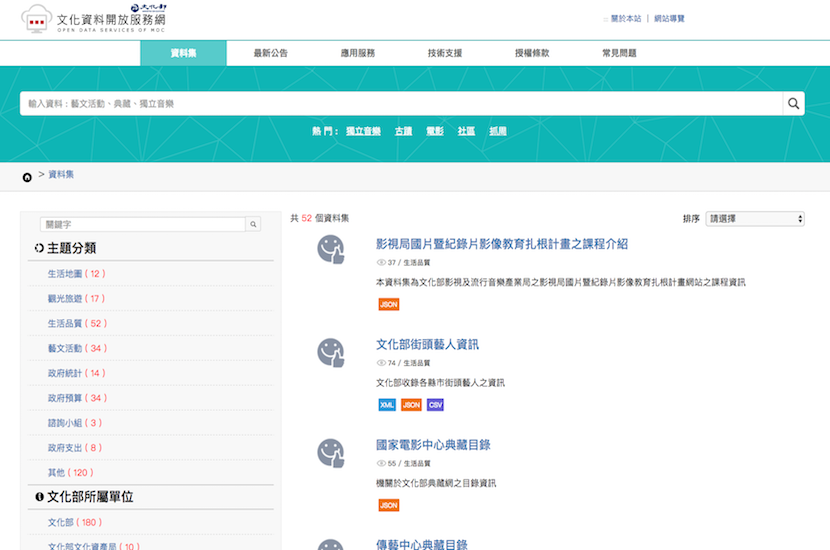 文化部
文化資料開放服務網
OPEN DATA SERVICES OF MOC
::: 關於本站 | 網站導覽
資料集 最新公告 應用服務 技術支援 授權條款 常見問題
輸入資料 : 藝文活動、典藏、獨立音樂
熱 門 : 獨立音樂 古蹟 電影 社區 抓周
> 資料集
關鍵字
主題分類
生活地圖 ( 12 )
觀光旅遊 ( 17 )
生活品質 ( 52 )
藝文活動 ( 34 )
政府統計 ( 14 )
政府預算 ( 34 )
諮詢小組 ( 3 )
政府支出 ( 8 )
其他 ( 120 )
文化部所屬單位
文化部 ( 180 )
文化部文化資產局 ( 10 )
共 52 個資料集
排序 請選擇
影視局國片暨紀錄片影像教育扎根計畫之課程介紹
37 / 生活品質
本資料集為文化部影視及流行音樂產業局之影視局國片暨紀錄片影像教育扎根計畫網站之課程資訊
JSON
文化部街頭藝人資訊
74 / 生活品質
文化部收錄各縣市街頭藝人之資訊
XML JSON CSV
國家電影中心典藏目錄
55 / 生活品質
機關於文化部典藏網之目錄資訊
JSON
傳藝中心典藏目錄